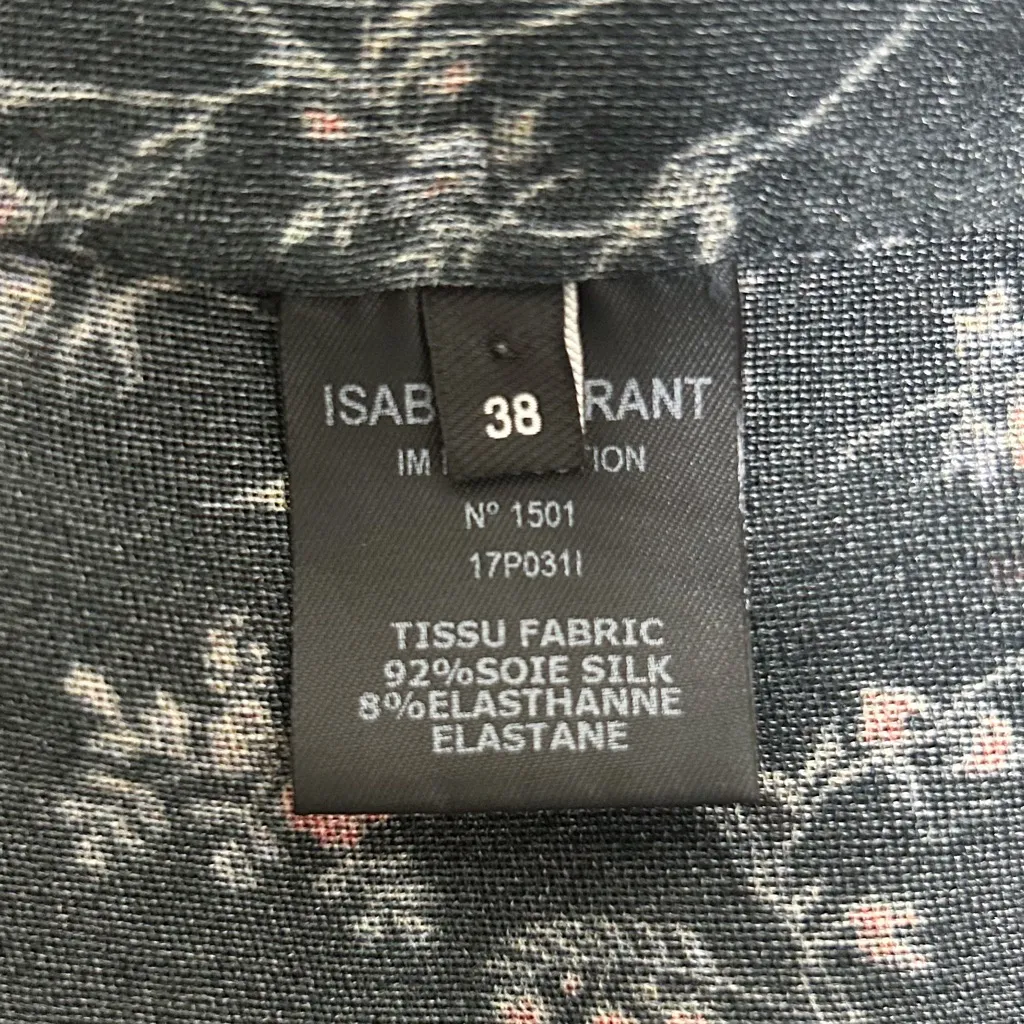 38
ISAB RANT
IM TION
N° 1501
17P031I
TISSU FABRIC
92%SOIE SILK
8%ELASTHANNE
ELASTANE